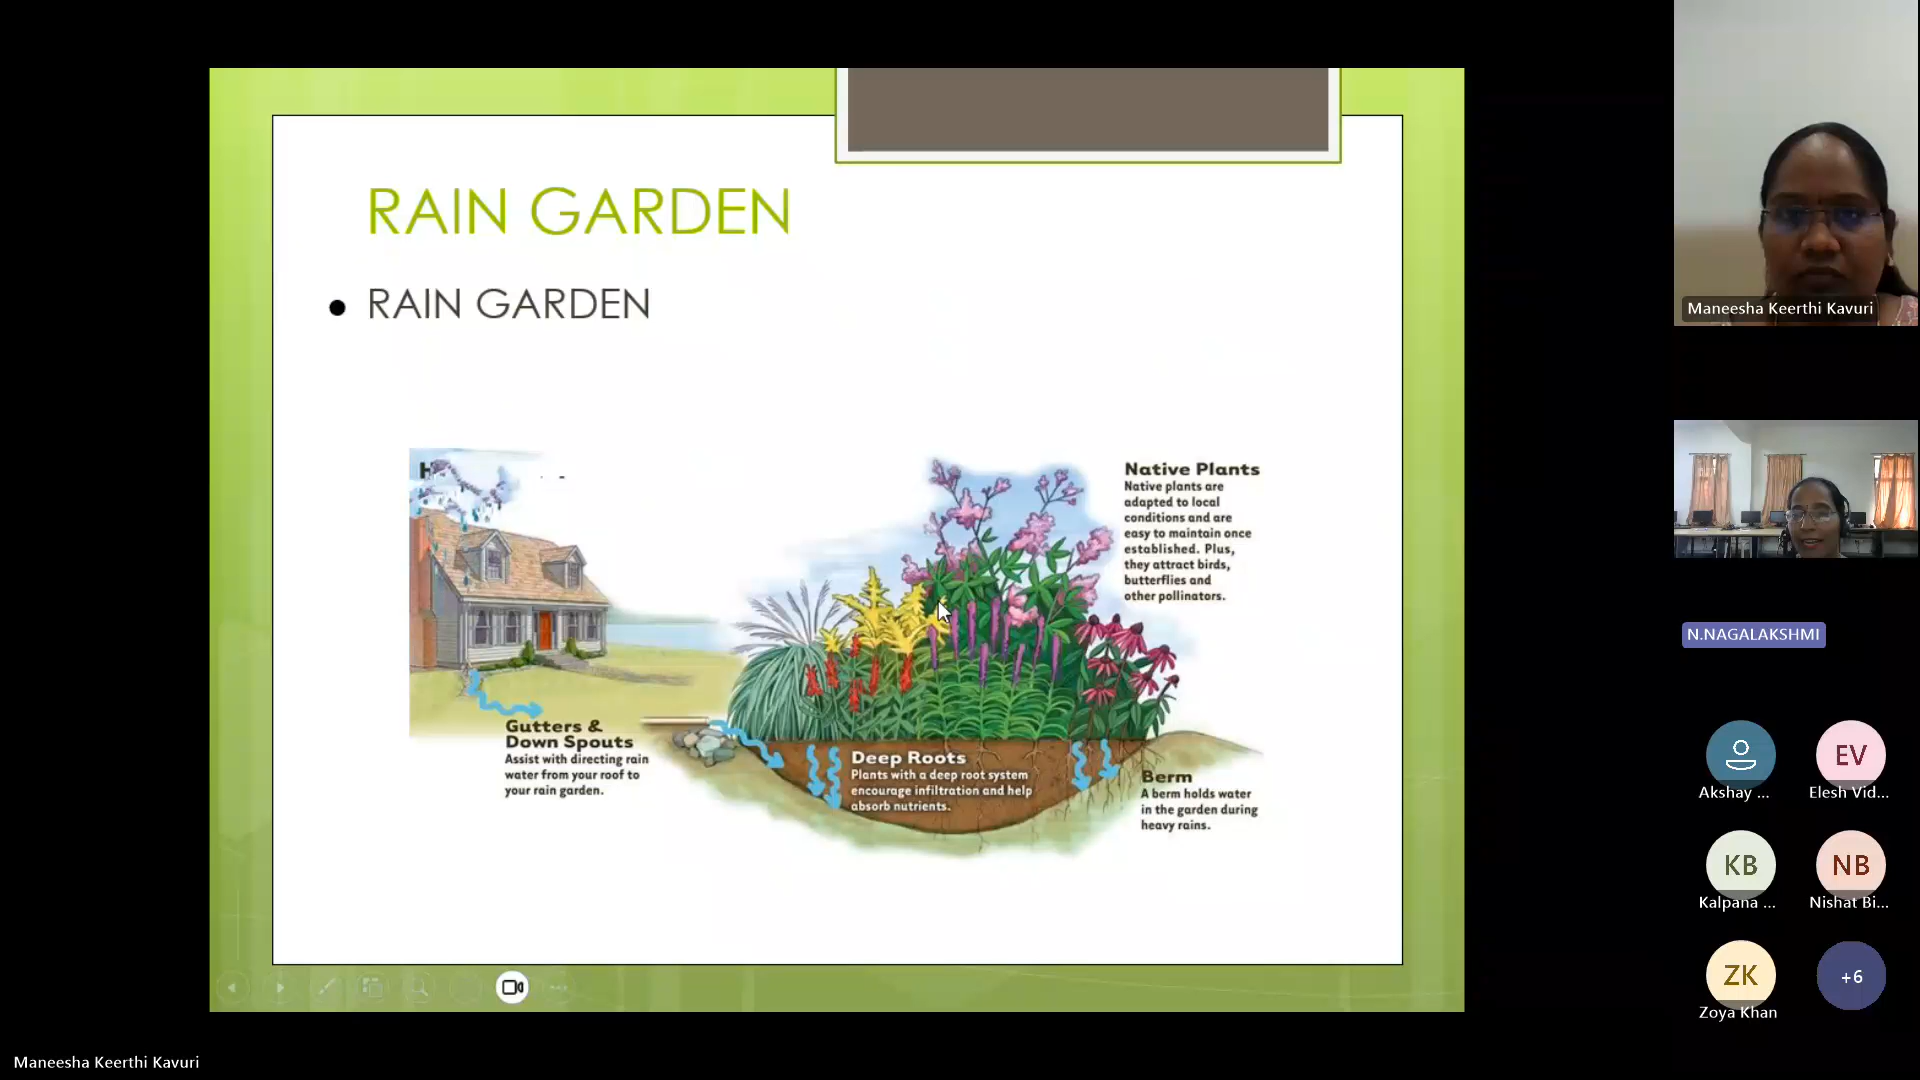 RAIN GARDEN
RAIN GARDEN
Native Plants
Native plants are
adapted to local
conditions and are
easy to maintain once
established. Plus,
they attract birds,
butterflies and
other pollinators.
Gutters &
Down Spouts
Assist with directing rain
water from your roof to
your rain garden.
Deep Roots
Plants with a deep root system
encourage infiltration and help
absorb nutrients.
Berm
A berm holds water
in the garden during
heavy rains.
Maneesha Keerthi Kavuri
N.NAGALAKSHMI
EV
Akshay ...
Elesh Vid...
KB
NB
Kalpana ...
Nishat Bi...
ZK
+6
Zoya Khan
Maneesha Keerthi Kavuri